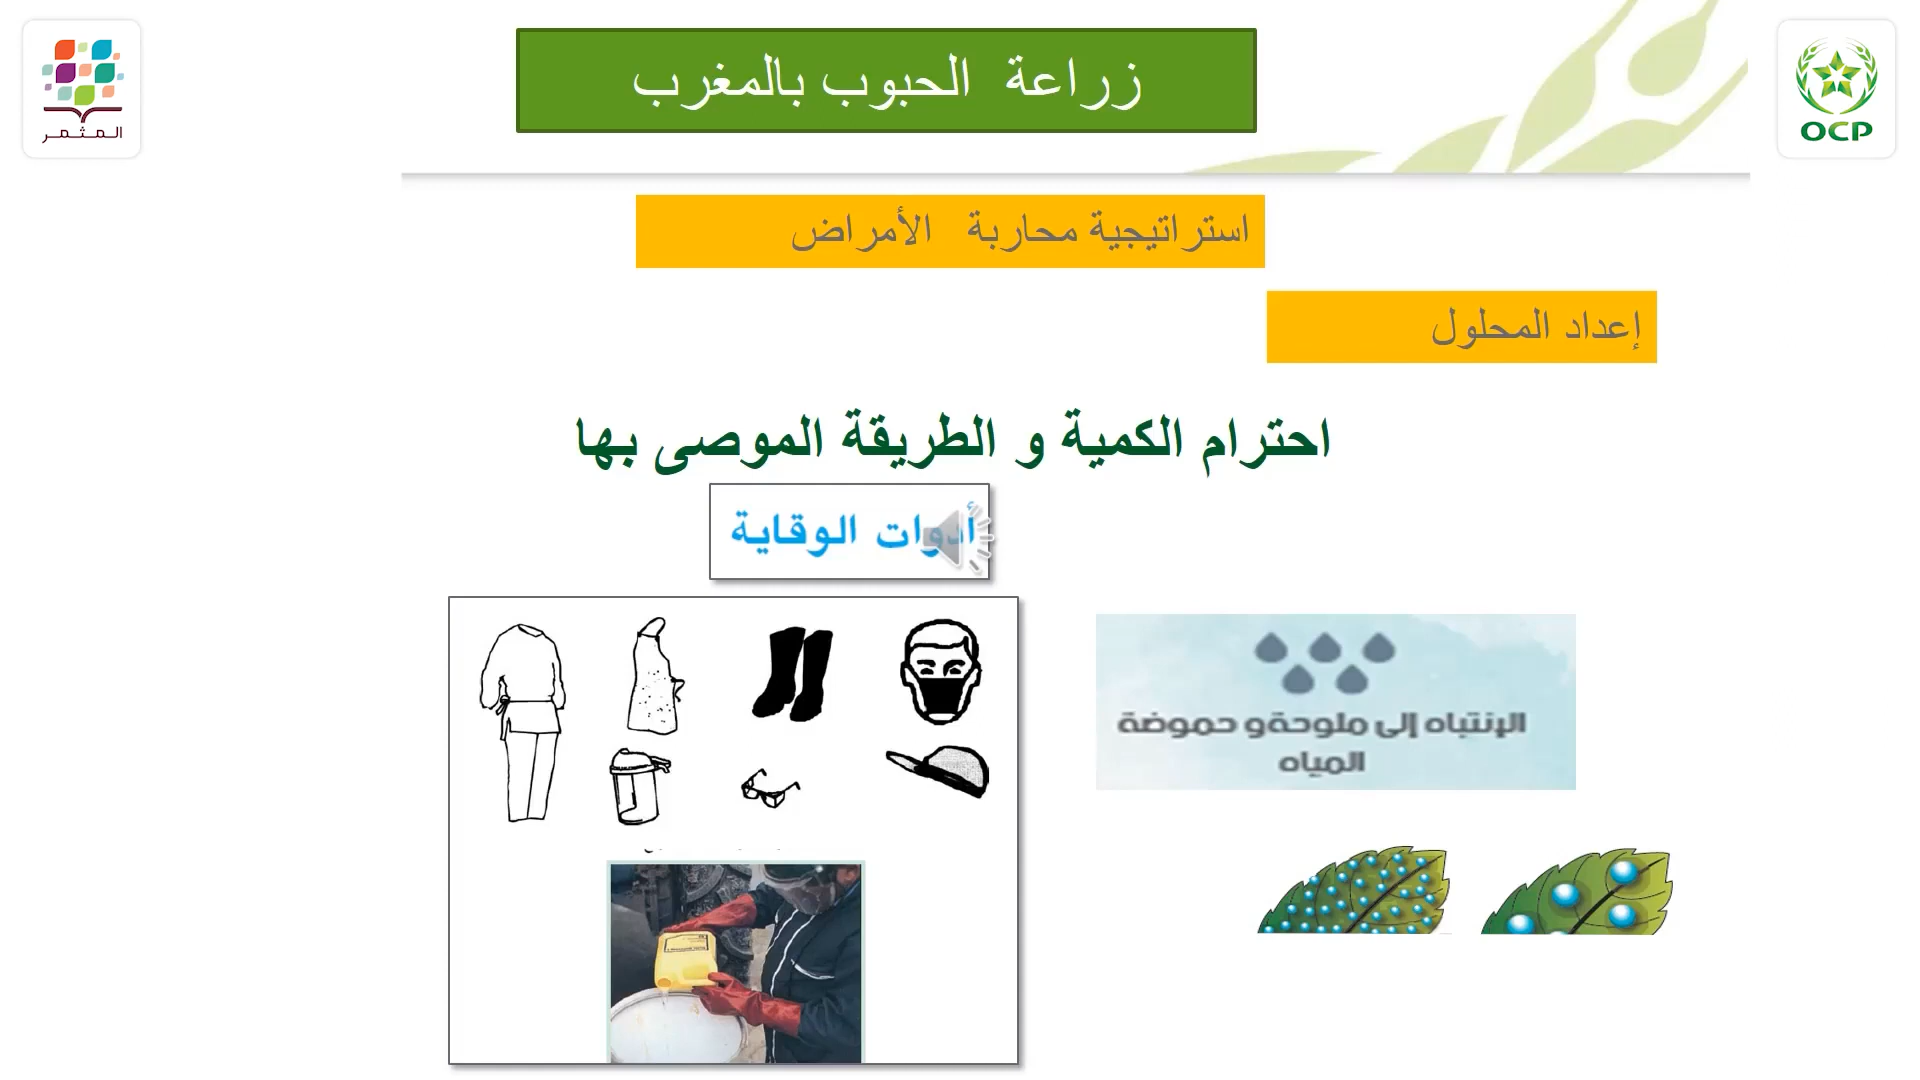 المثمر
زراعة الحبوب بالمغرب
OCP
استراتيجية محاربة الأمراض
إعداد المحلول
احترام الكمية و الطريقة الموصى بها
أدوات الوقاية
الإنتباه إلى ملوحة و حموضة
المياه